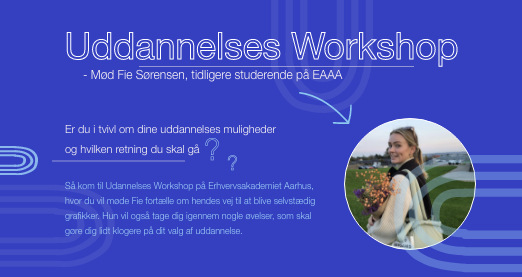 Uddannelses Workshop
- Mød Fie Sørensen, tidligere studerende på EAAA
Er du i tvivl om dine uddannelses muligheder
og hvilken retning du skal gå ? ?
Så kom til Udannelses Workshop på Erhvervsakademiet Aarhus,
hvor du vil møde Fie fortælle om hendes vej til at blive selvstædig
grafikker. Hun vil også tage dig igennem nogle øvelser, som skal
gøre dig lidt klogere på dit valg af uddannelse.